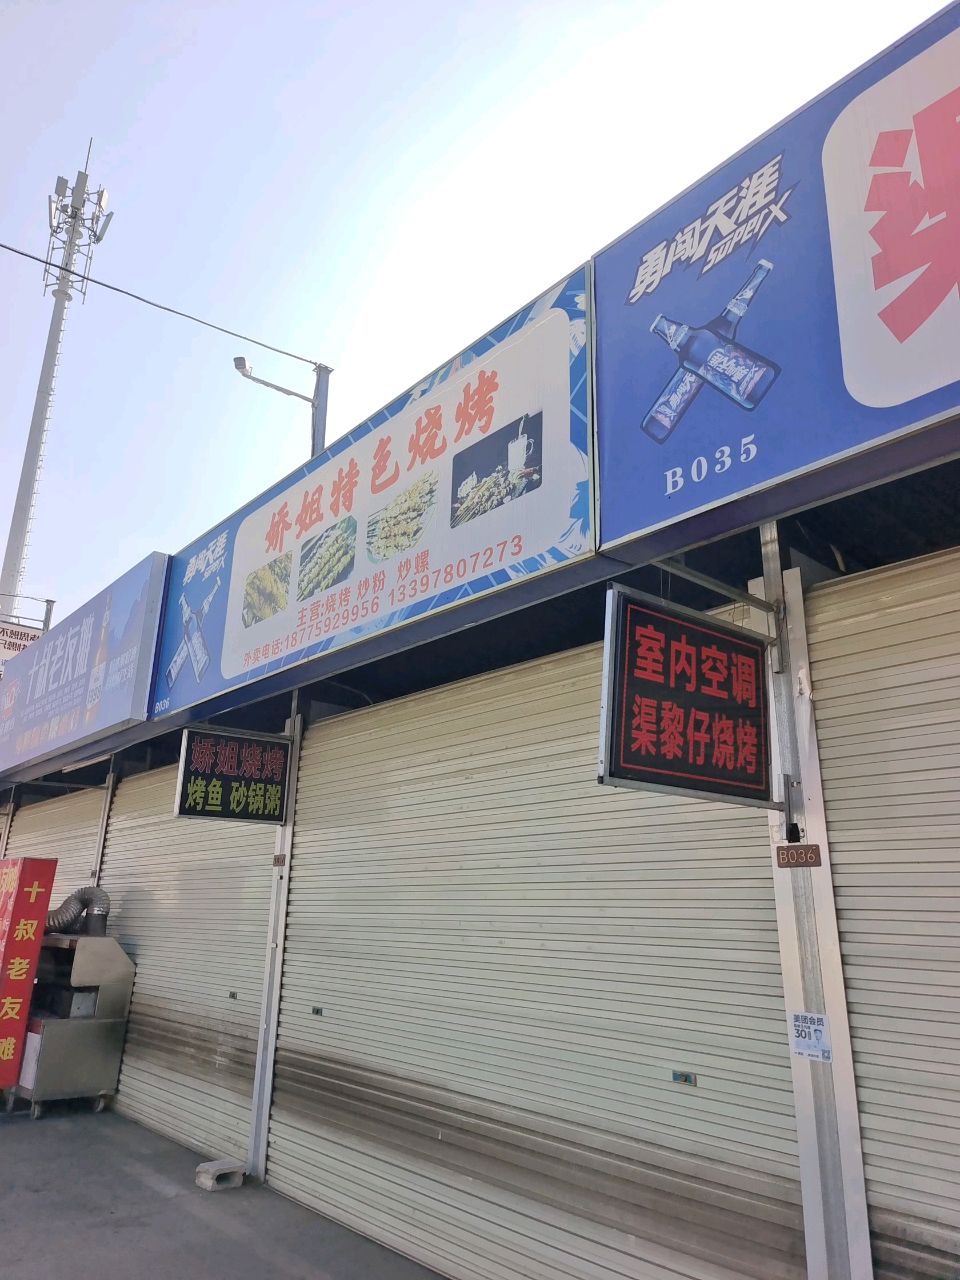 勇闯天涯
superX
B035
娇姐特色烧烤
主营:烧烤 炒粉 炒螺
外卖电话:18775929956 13397807273
勇闯天涯
superX
B036
十叔老友滩
娇姐烧烤
烤鱼 砂锅粥
室内空调
渠黎仔烧烤
B036
十叔老友滩
美团会员
30